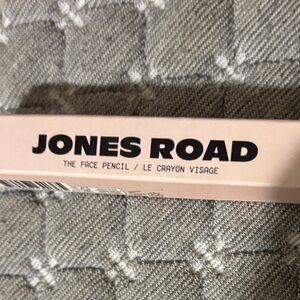 JONES ROAD
THE FACE PENCIL / LE CRAYON VISAGE